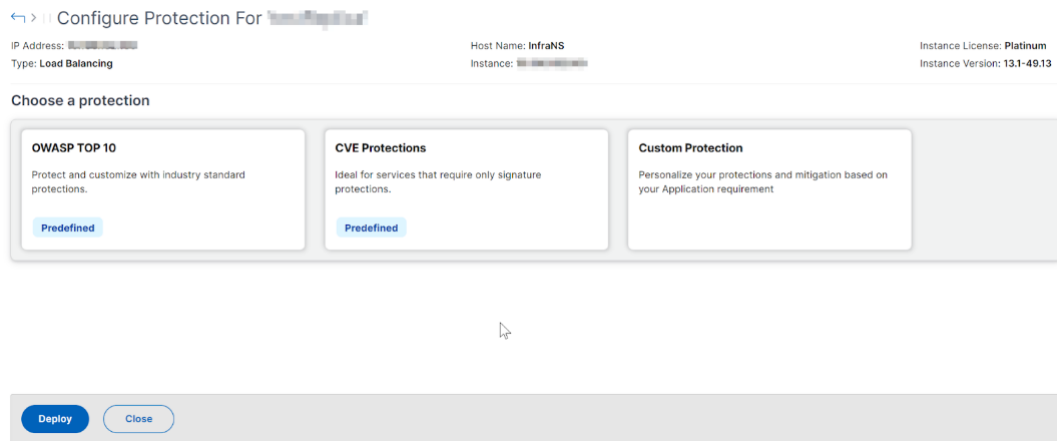 Configure Protection For
IP Address:
Host Name: InfraNS
Instance License: Platinum
Type: Load Balancing
Instance:
Instance Version: 13.1-49.13
Choose a protection
OWASP TOP 10
Protect and customize with industry standard
protections.
Predefined
CVE Protections
Ideal for services that require only signature
protections.
Predefined
Custom Protection
Personalize your protections and mitigation based on
your Application requirement
Deploy
Close